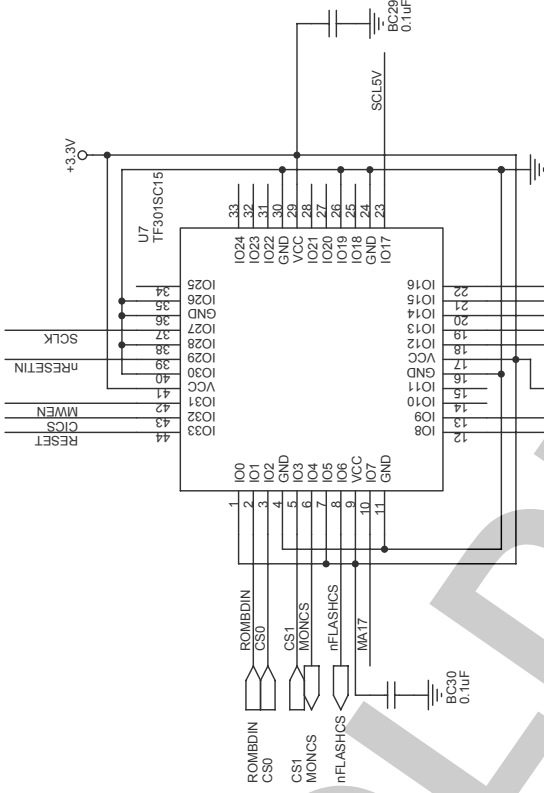 BC29
0.1uF
+3.3V
SCL5V
U7
TF301SC15
33
32
31
30
29
28
27
26
25
24
23
IO24
IO23
IO22
GND
VCC
IO21
IO20
IO19
IO18
GND
IO17
SCLK
nRESETIN
MWEN
CICS
RESET
34
35
36
37
38
39
40
41
42
43
44
IO25
IO26
GND
IO27
IO28
IO29
IO30
VCC
IO31
IO32
IO33
IO16
IO15
IO14
IO13
IO12
VCC
GND
IO11
IO10
IO9
IO8
22
21
20
19
18
17
16
15
14
13
12
IO0
IO1
IO2
GND
IO3
IO4
IO5
IO6
VCC
IO7
GND
1
2
3
4
5
6
7
8
9
10
11
ROMBDIN
CS0
CS1
MONCS
nFLASHCS
MA17
ROMBDIN
CS0
CS1
MONCS
nFLASHCS
BC30
0.1uF